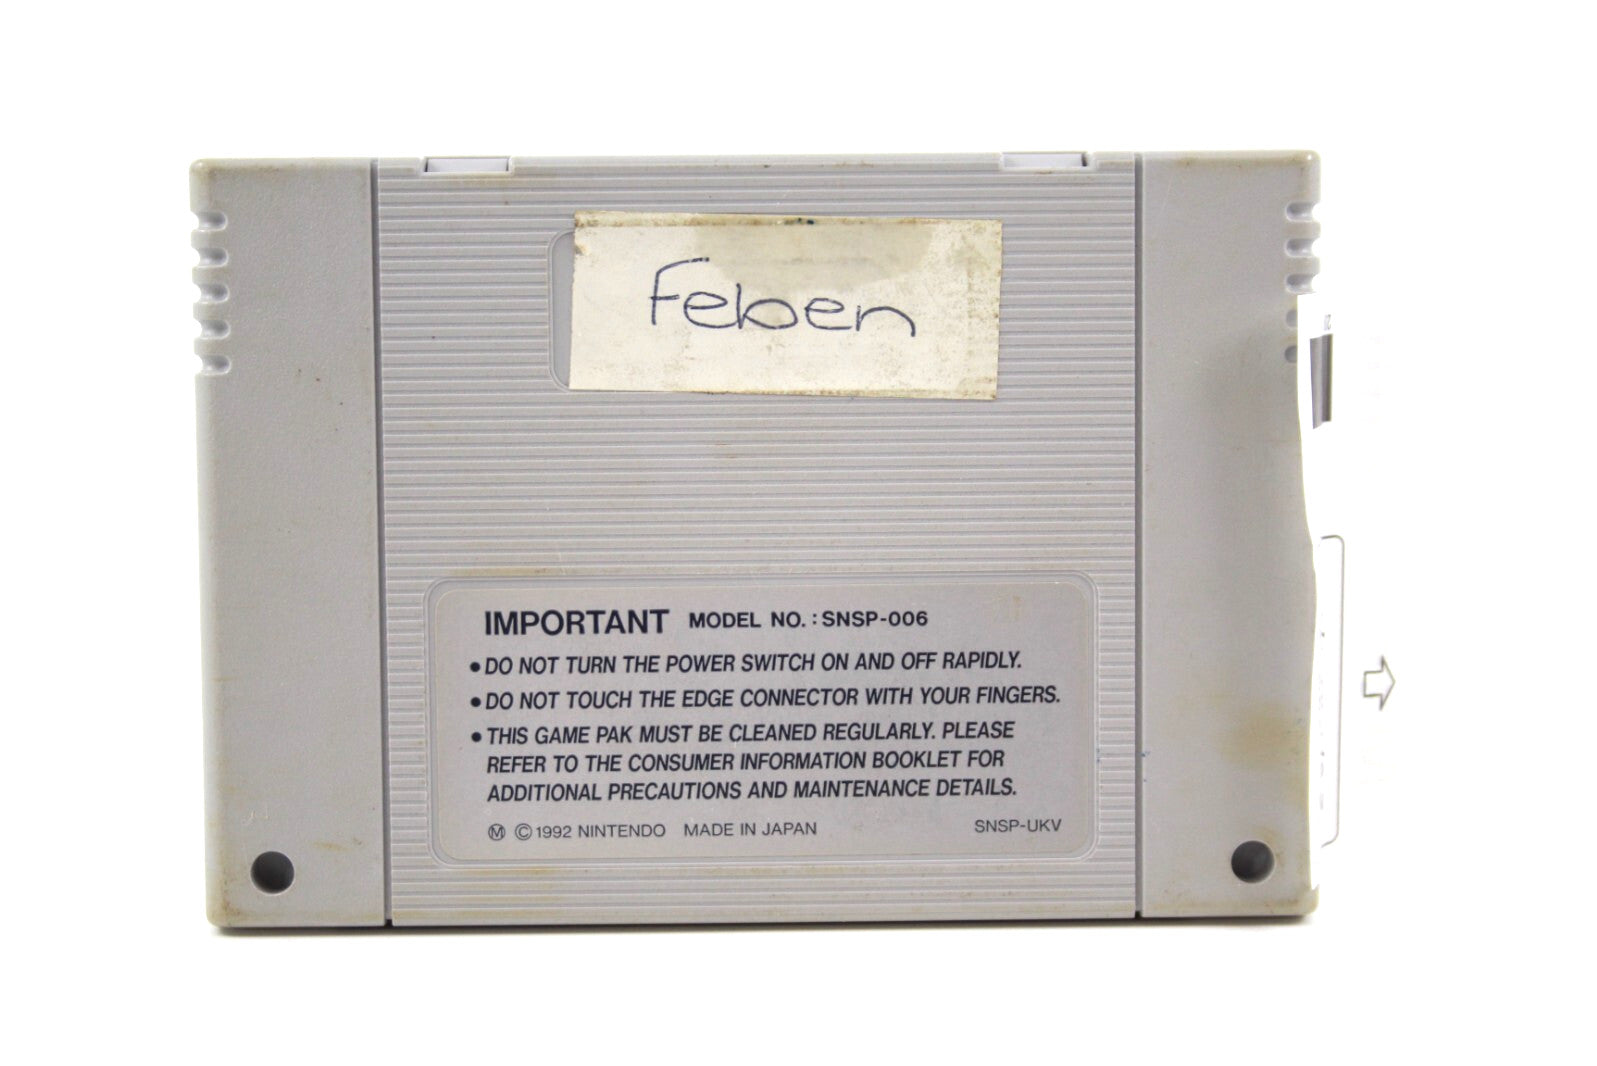 Feben
IMPORTANT MODEL NO.: SNSP-006
• DO NOT TURN THE POWER SWITCH ON AND OFF RAPIDLY.
• DO NOT TOUCH THE EDGE CONNECTOR WITH YOUR FINGERS.
• THIS GAME PAK MUST BE CLEANED REGULARLY. PLEASE
REFER TO THE CONSUMER INFORMATION BOOKLET FOR
ADDITIONAL PRECAUTIONS AND MAINTENANCE DETAILS.
Ⓜ © 1992 NINTENDO MADE IN JAPAN SNSP-UKV